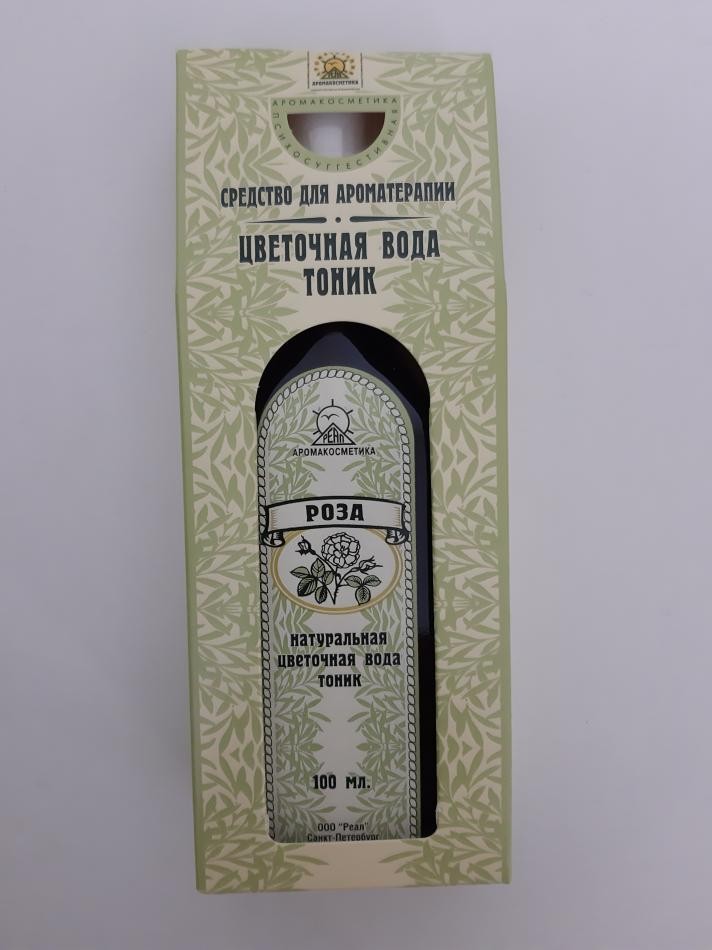 РЕАЛ
АРОМАКОСМЕТИКА
АРОМАКОСМЕТИКА
ПСИХОСУГГЕСТИВНАЯ
СРЕДСТВО ДЛЯ АРОМАТЕРАПИИ
ЦВЕТОЧНАЯ ВОДА
ТОНИК
РЕАЛ
АРОМАКОСМЕТИКА
РОЗА
натуральная
цветочная вода
тоник
100 мл.
ООО "Реал"
Санкт-Петербург